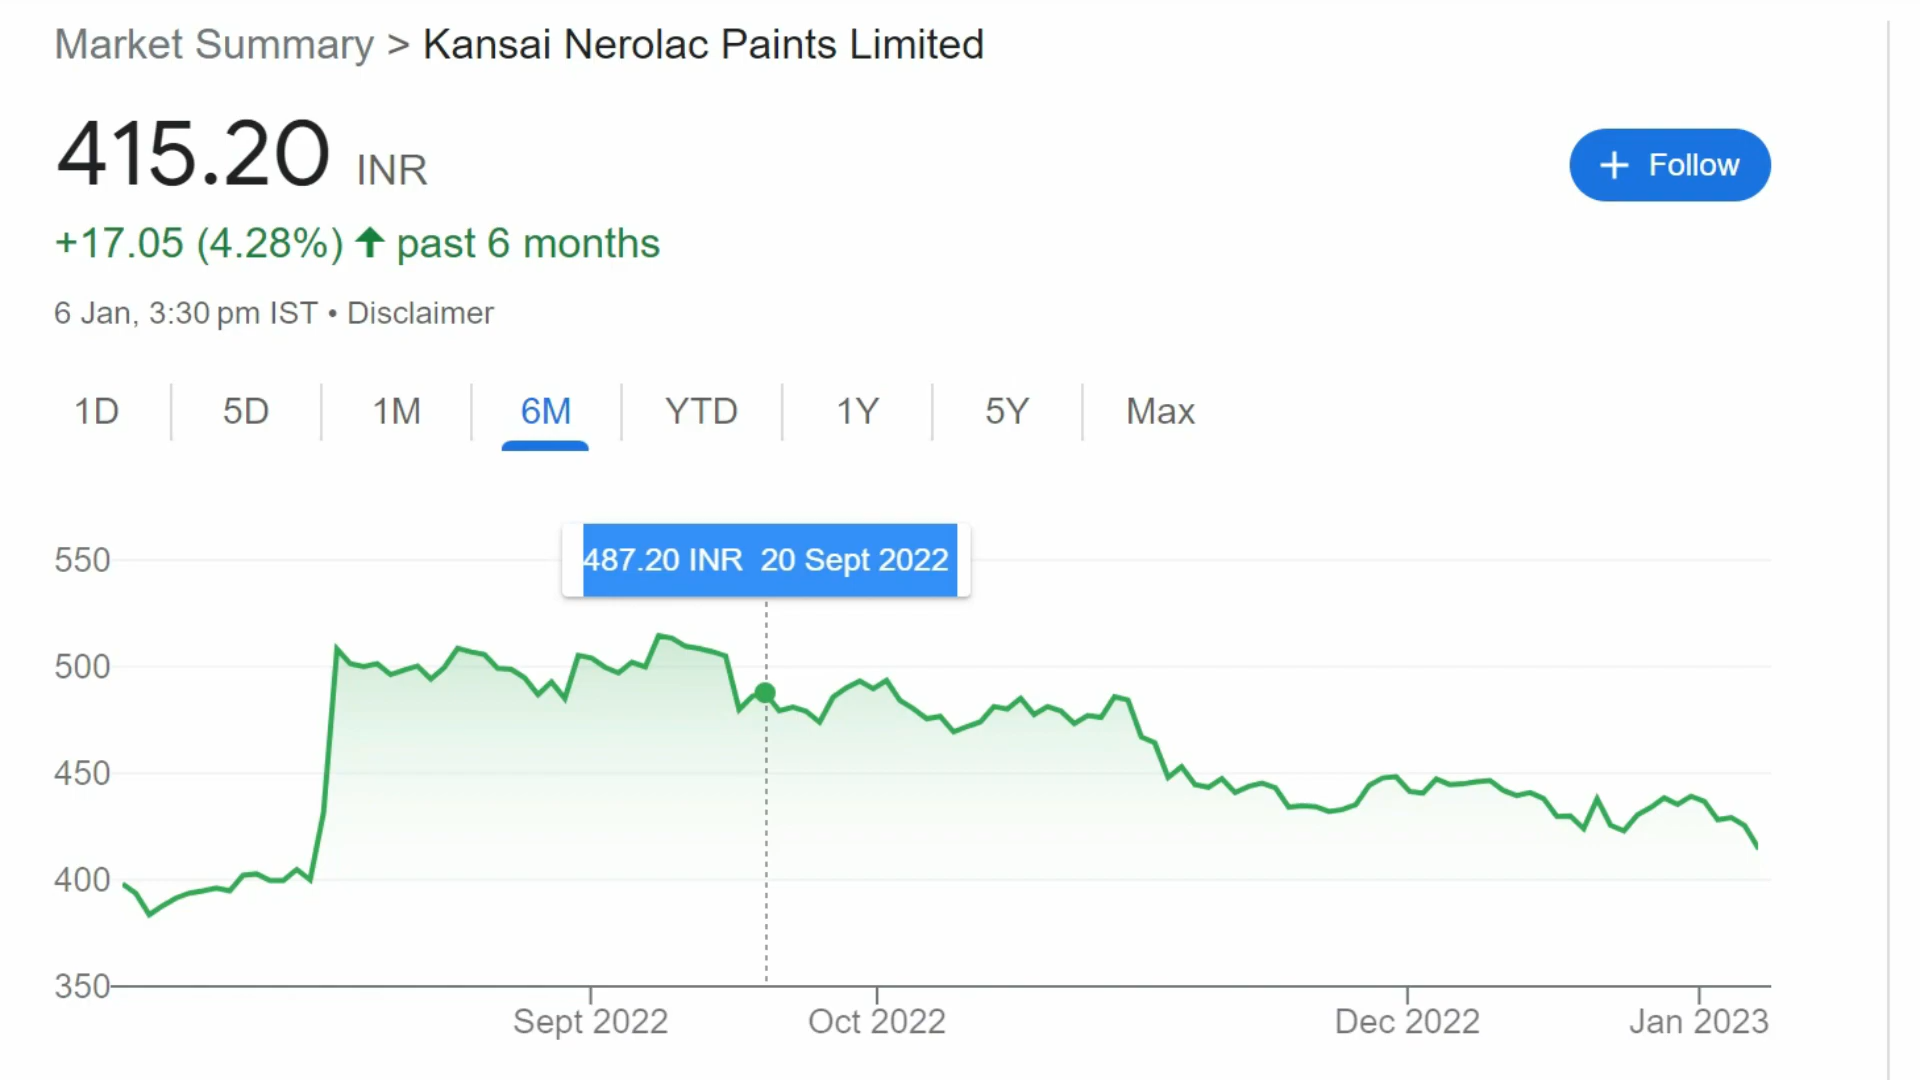 Market Summary > Kansai Nerolac Paints Limited
415.20 INR
+ Follow
+17.05 (4.28%) ↑ past 6 months
6 Jan, 3:30 pm IST • Disclaimer
1D 5D 1M 6M YTD 1Y 5Y Max
487.20 INR 20 Sept 2022
550
500
450
400
350
Sept 2022 Oct 2022 Dec 2022 Jan 2023